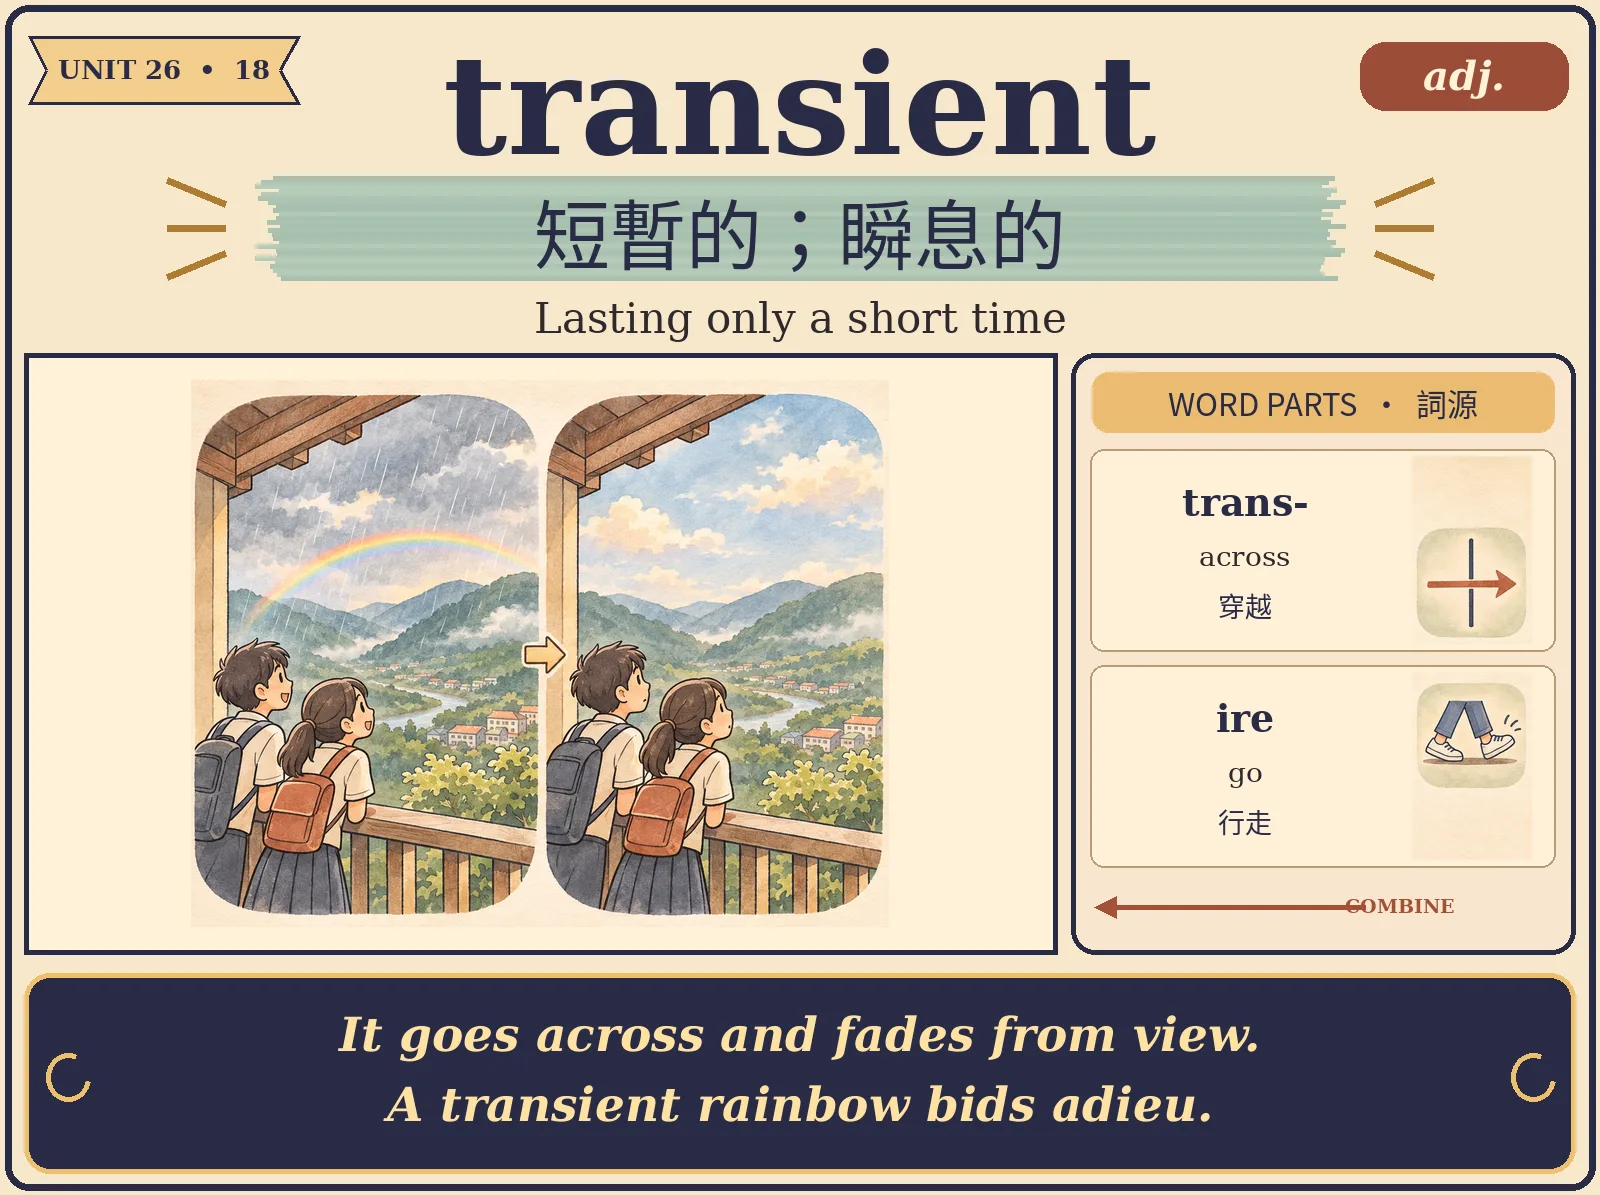 UNIT 26 • 18
transient
adj.
短暫的；瞬息的
Lasting only a short time
WORD PARTS • 詞源
trans-
across
穿越
ire
go
行走
COMBINE
It goes across and fades from view.
A transient rainbow bids adieu.